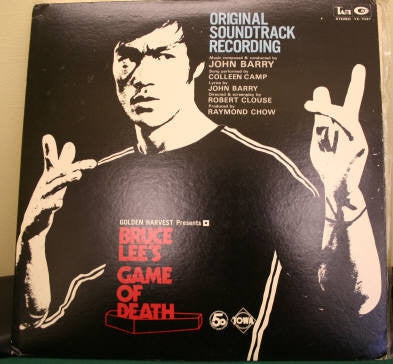 ORIGINAL
SOUNDTRACK
RECORDING
Music composed & conducted by
JOHN BARRY
Song performed by
COLLEEN CAMP
Lyrics by
JOHN BARRY
Directed & screenplay by
ROBERT CLOUSE
Produced by
RAYMOND CHOW
GOLDEN HARVEST Presents
BRUCE
LEE'S
GAME
OF
DEATH
TOWA
STEREO